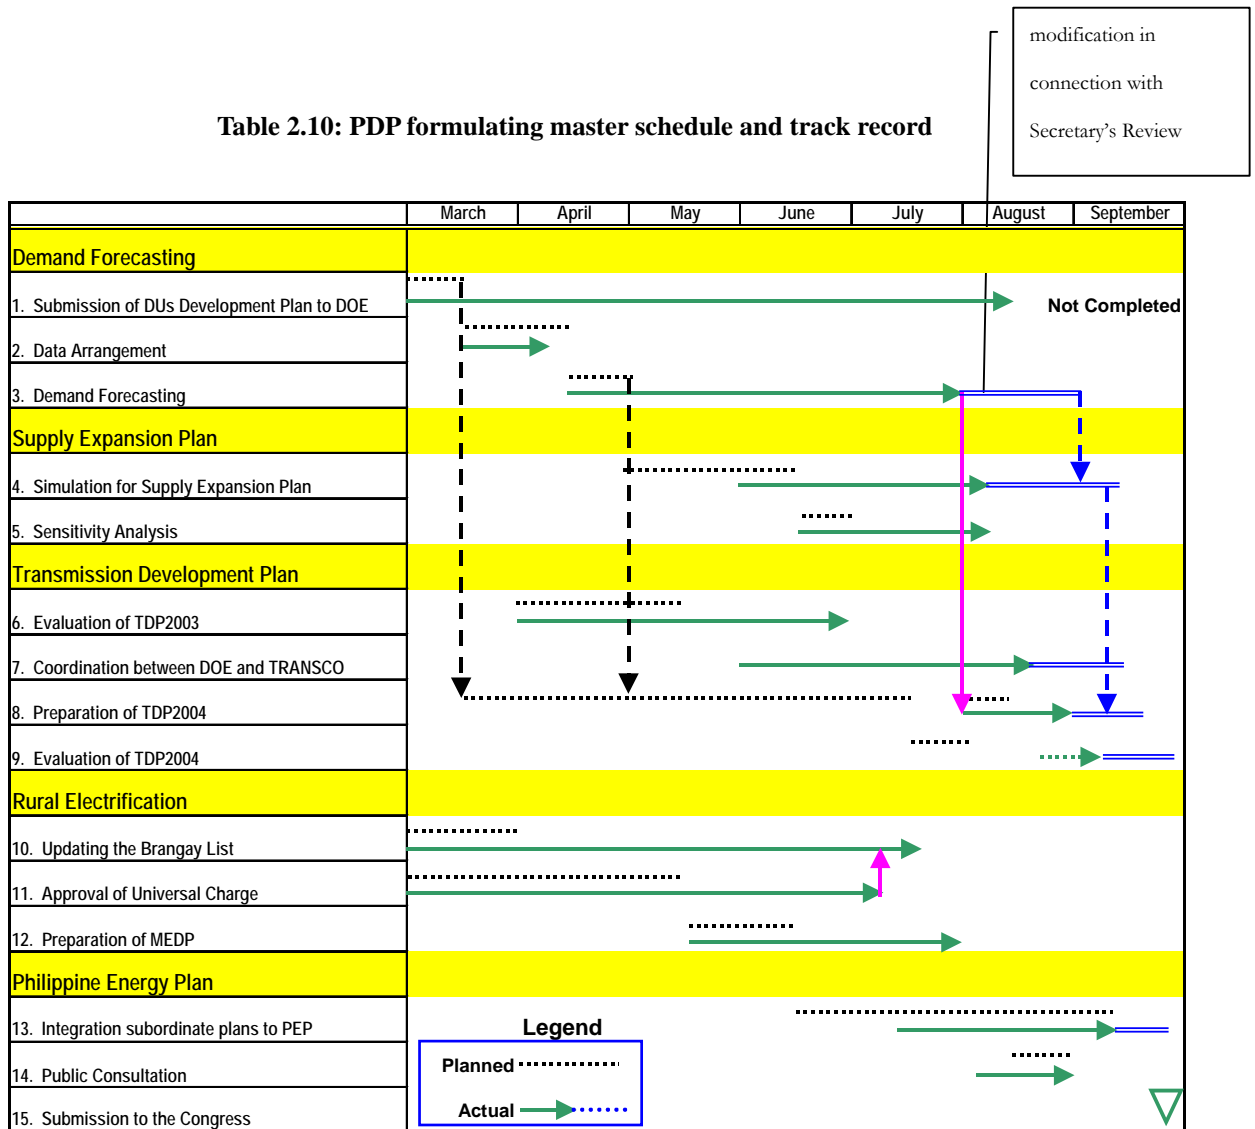 modification in
connection with
Secretary's Review
Table 2.10: PDP formulating master schedule and track record
March April May June July August September
Demand Forecasting
1. Submission of DUs Development Plan to DOE
Not Completed
2. Data Arrangement
3. Demand Forecasting
Supply Expansion Plan
4. Simulation for Supply Expansion Plan
5. Sensitivity Analysis
Transmission Development Plan
6. Evaluation of TDP2003
7. Coordination between DOE and TRANSCO
8. Preparation of TDP2004
9. Evaluation of TDP2004
Rural Electrification
10. Updating the Brangay List
11. Approval of Universal Charge
12. Preparation of MEDP
Philippine Energy Plan
13. Integration subordinate plans to PEP
14. Public Consultation
15. Submission to the Congress
Legend
Planned
Actual